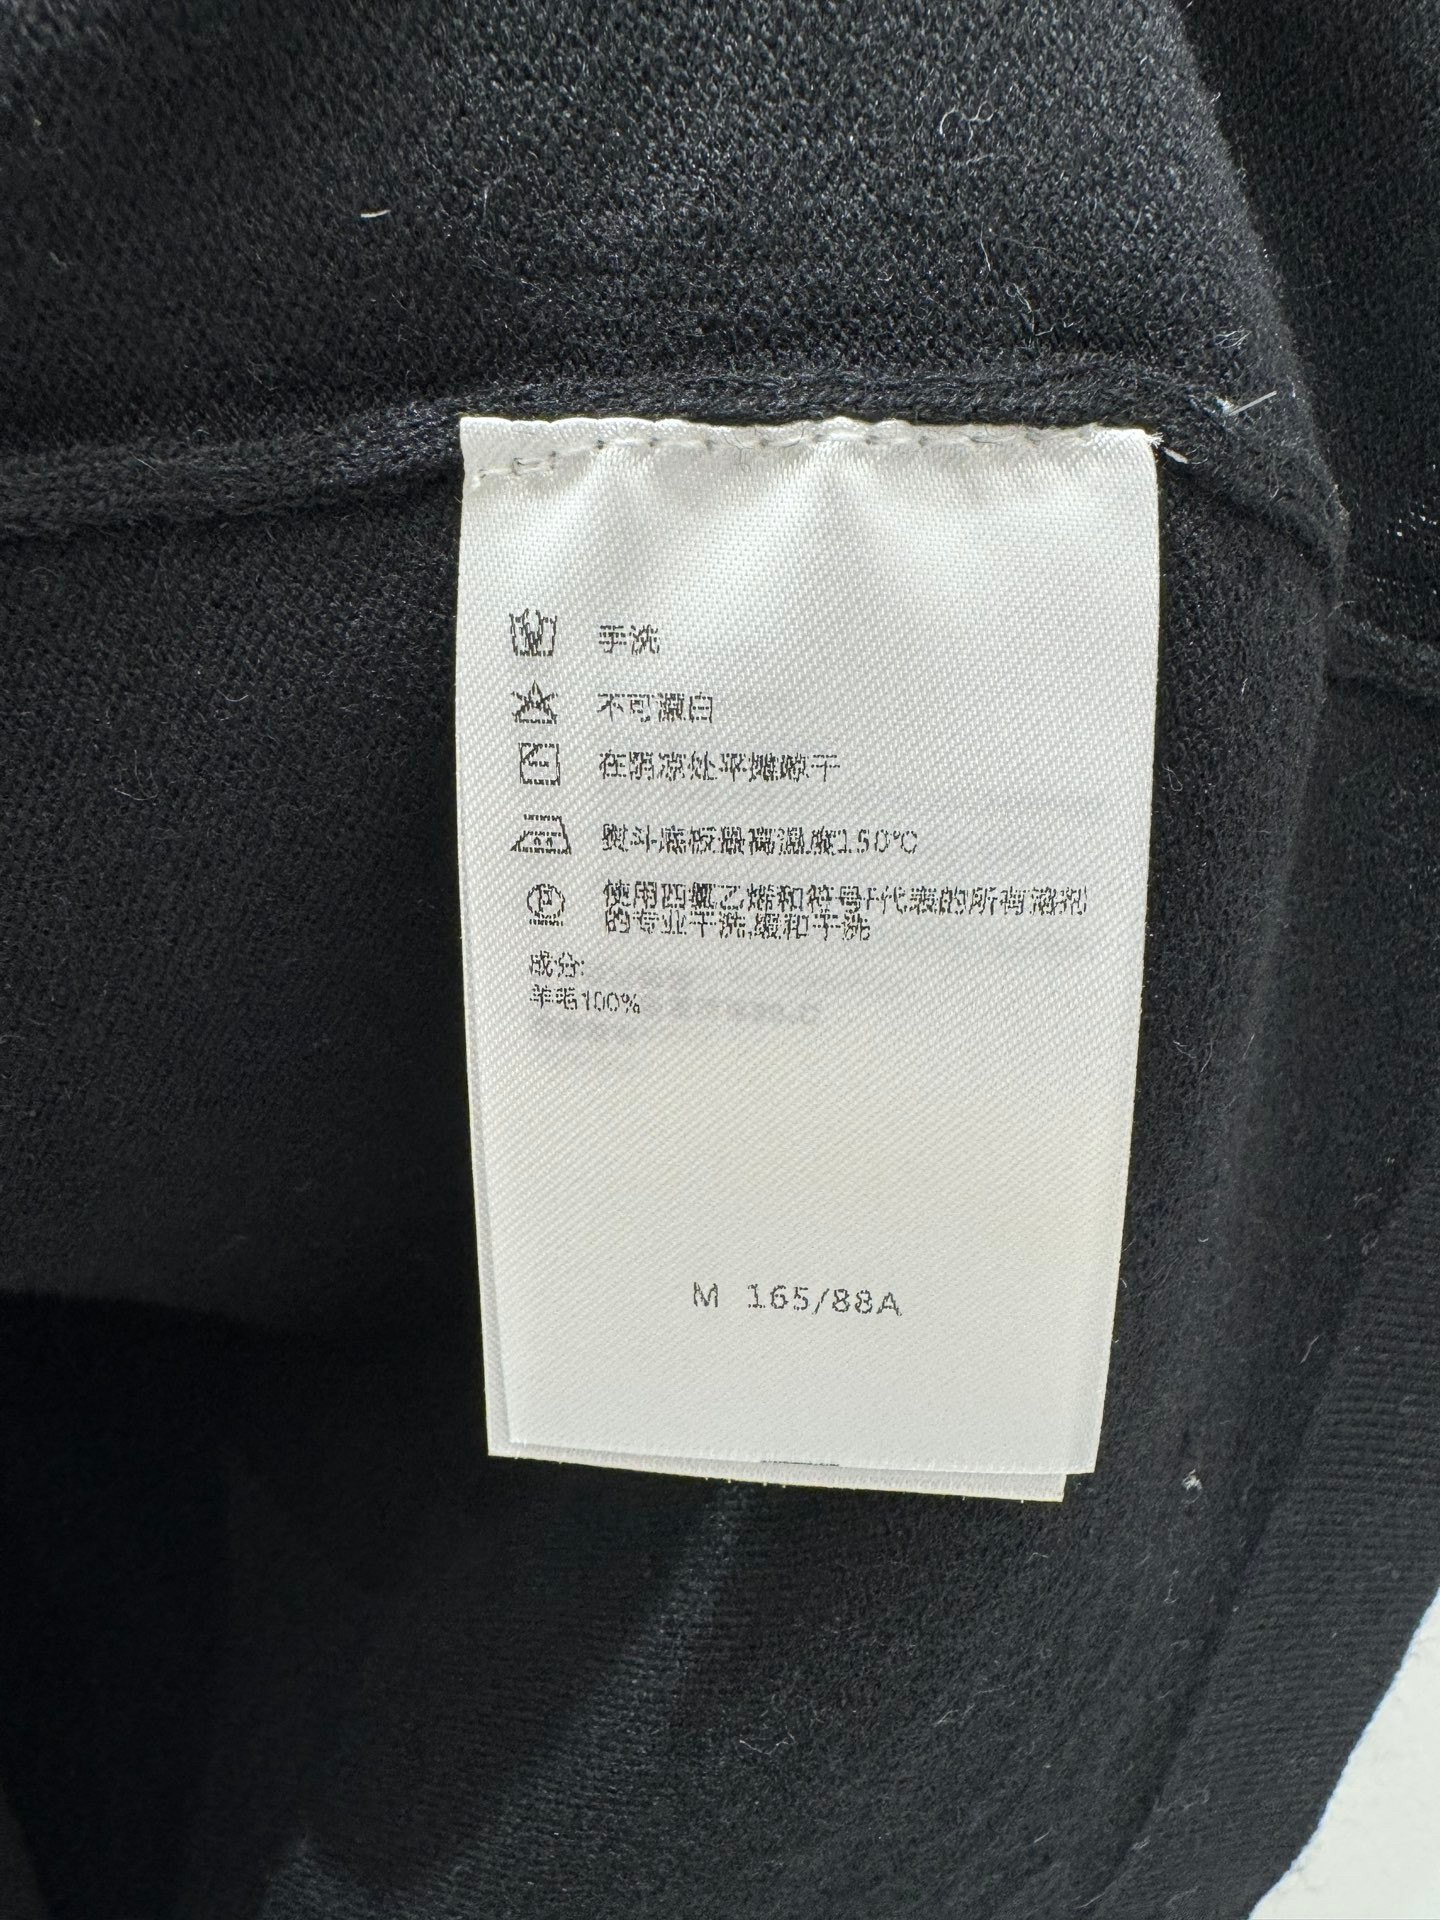 手洗
不可漂白
在阴凉处平摊晾干
熨斗底板最高温度150℃
使用四氯乙烯和符号F代表的所有溶剂
的专业干洗,缓和干洗
成分:
羊毛100%
M 165/88A